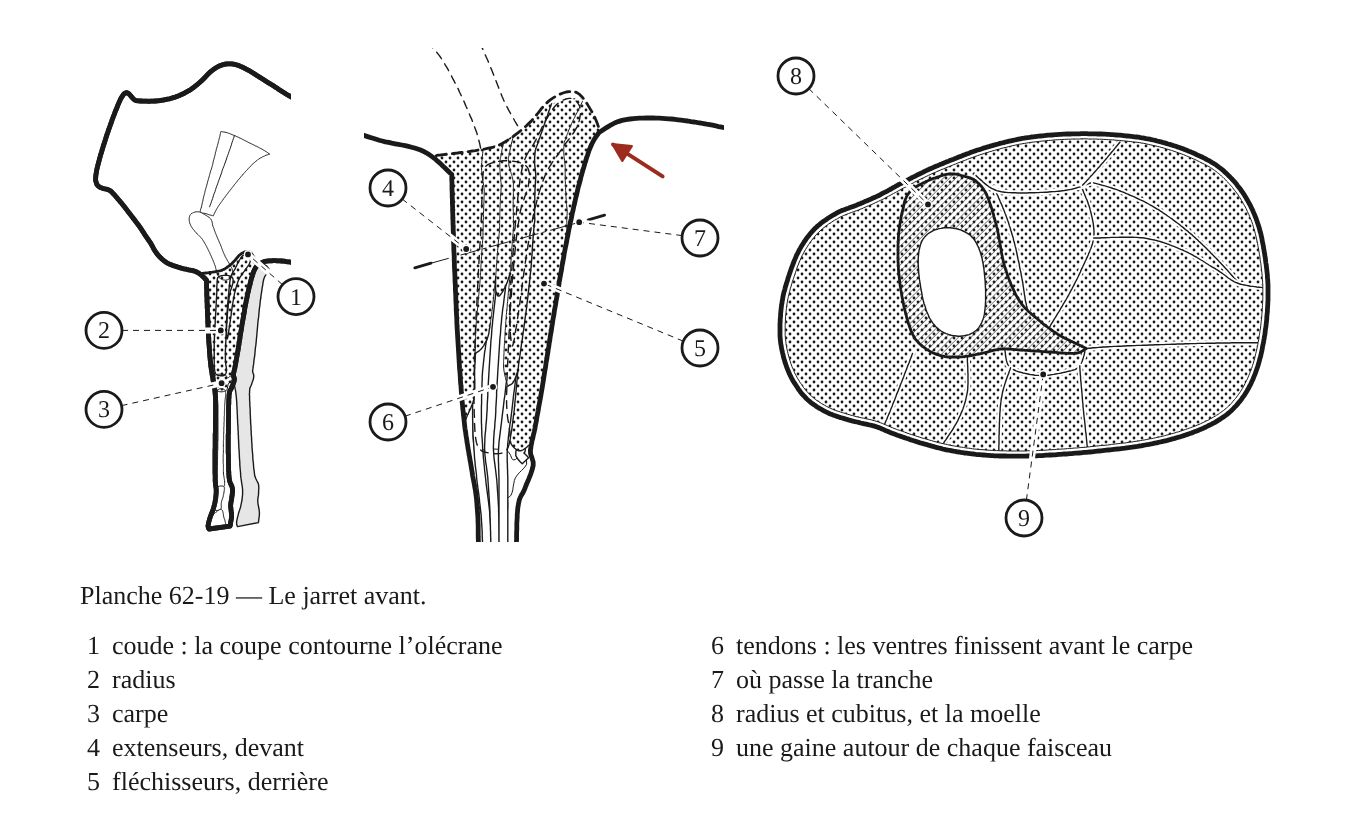 8
4
7
1
2
5
3
6
9
Planche 62-19 — Le jarret avant.
1 coude : la coupe contourne l’olécrane
2 radius
3 carpe
4 extenseurs, devant
5 fléchisseurs, derrière
6 tendons : les ventres finissent avant le carpe
7 où passe la tranche
8 radius et cubitus, et la moelle
9 une gaine autour de chaque faisceau